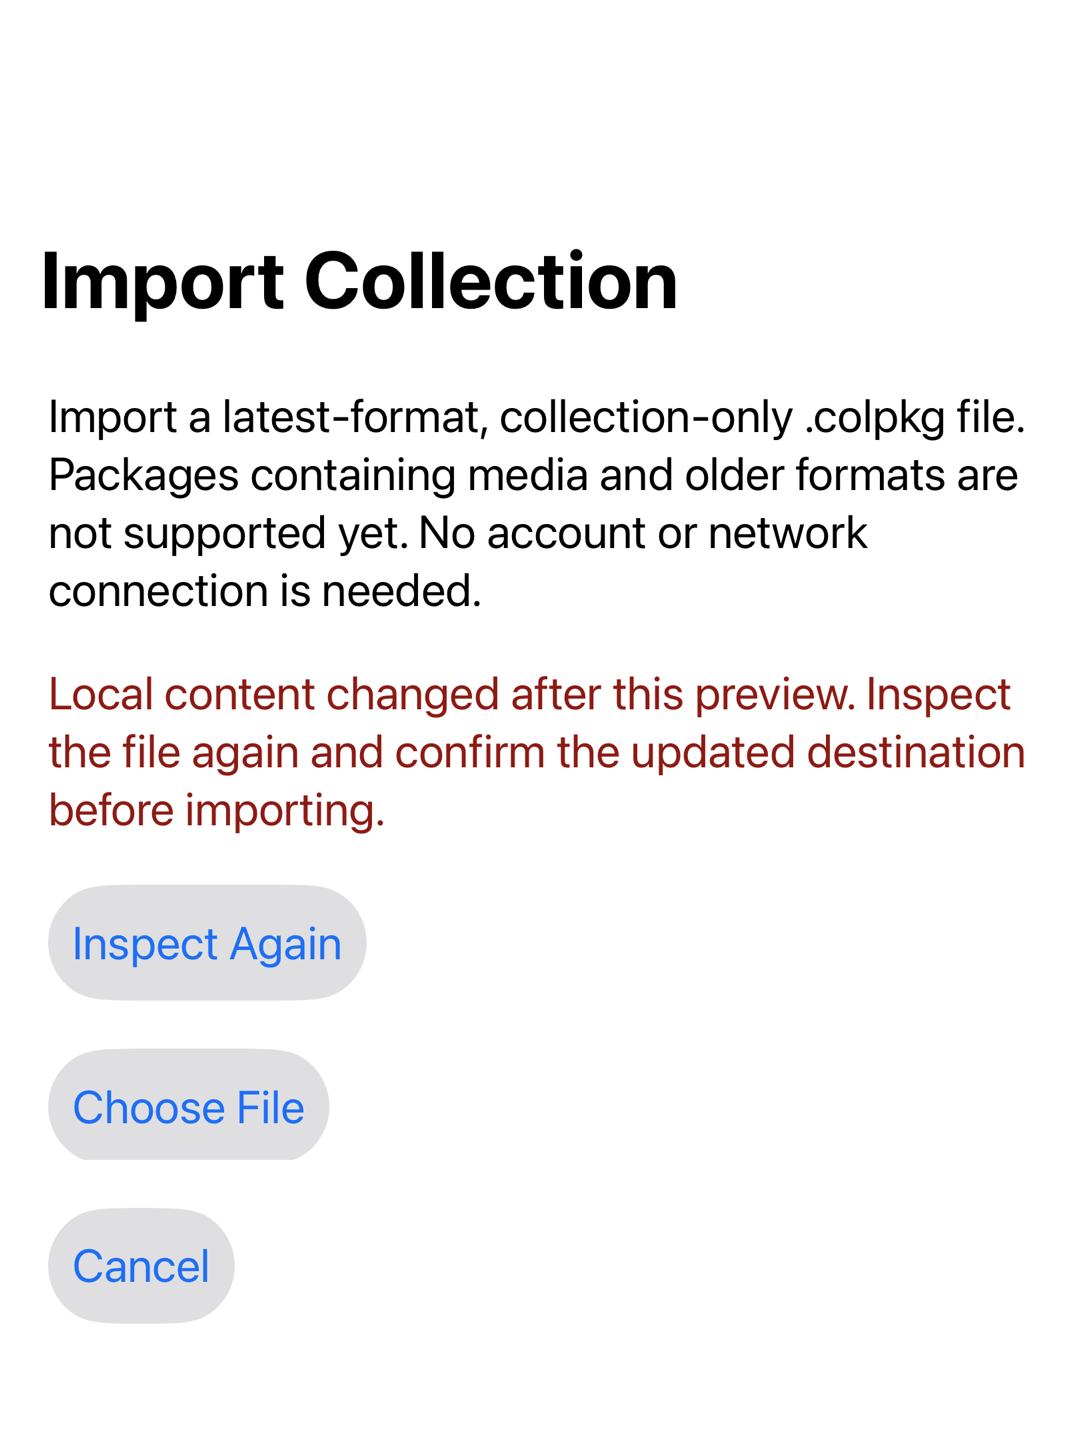 Import Collection
Import a latest-format, collection-only .colpkg file.
Packages containing media and older formats are
not supported yet. No account or network
connection is needed.
Local content changed after this preview. Inspect
the file again and confirm the updated destination
before importing.
Inspect Again
Choose File
Cancel